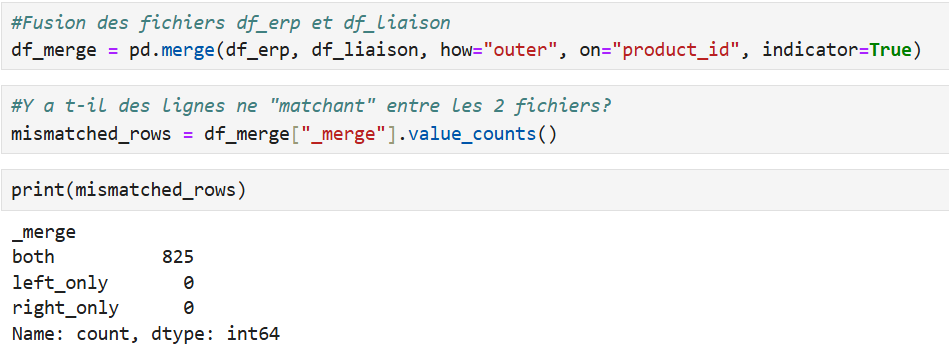 #Fusion des fichiers df_erp et df_liaison
df_merge = pd.merge(df_erp, df_liaison, how="outer", on="product_id", indicator=True)
#Y a t-il des lignes ne "matchant" entre les 2 fichiers?
mismatched_rows = df_merge["_merge"].value_counts()
print(mismatched_rows)
_merge
both          825
left_only       0
right_only      0
Name: count, dtype: int64